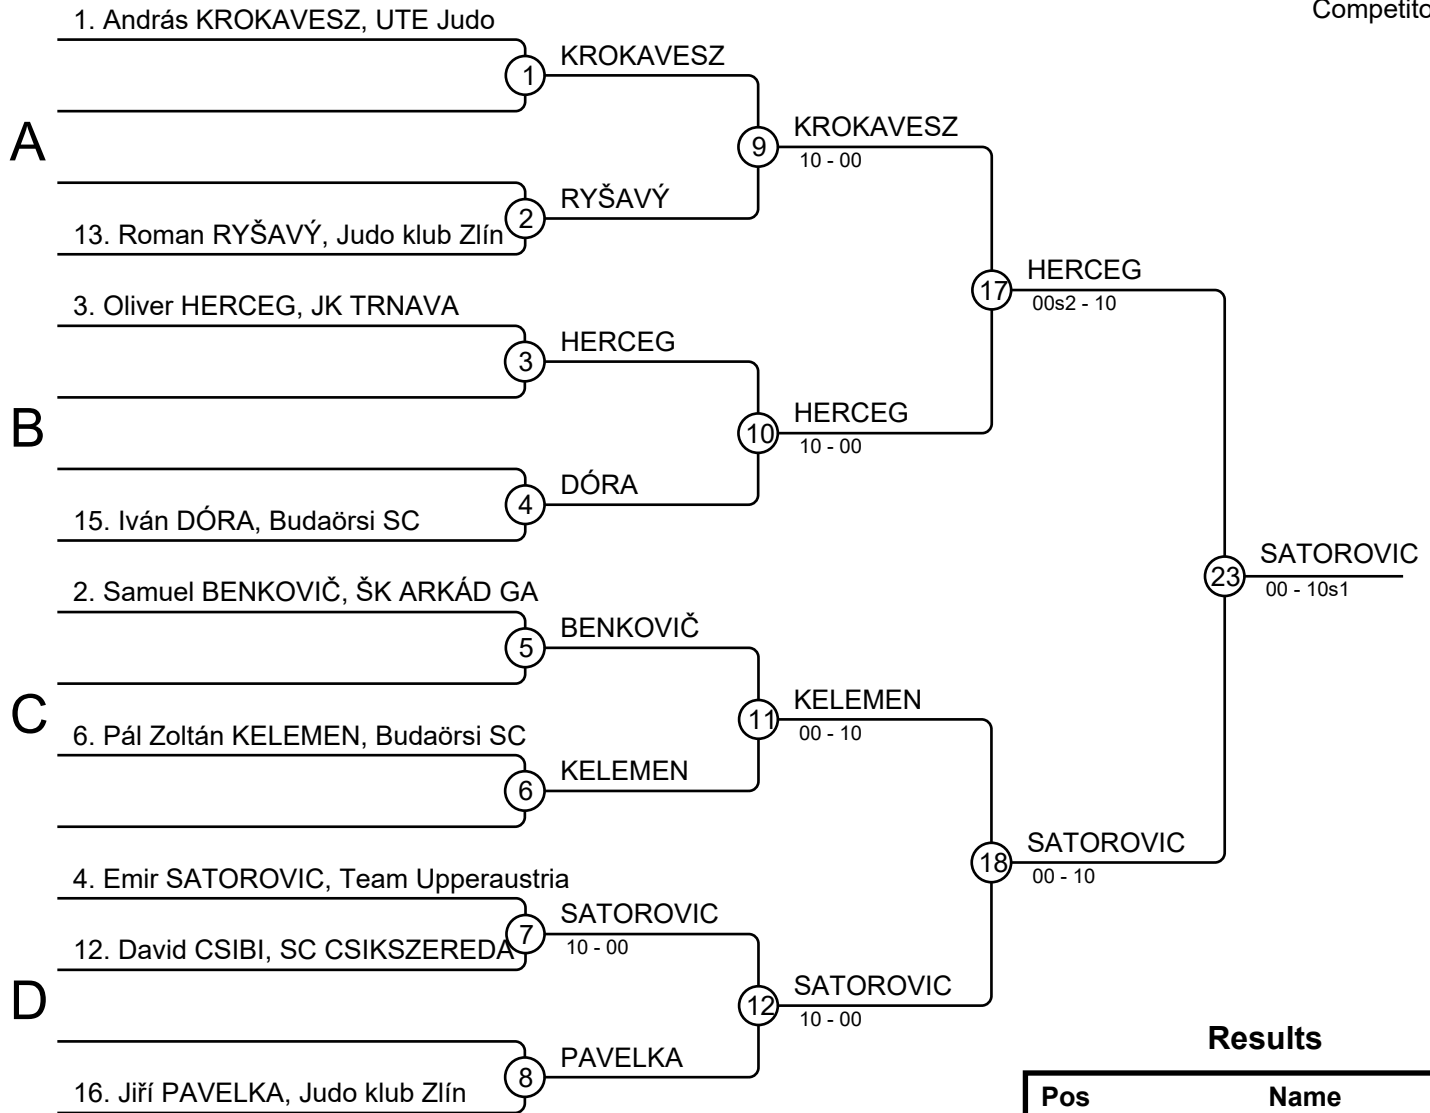 Competito
1. András KROKAVESZ, UTE Judo
1
KROKAVESZ
A
9
KROKAVESZ
10 - 00
13. Roman RYŠAVÝ, Judo klub Zlín
2
RYŠAVÝ
17
HERCEG
00s2 - 10
3. Oliver HERCEG, JK TRNAVA
3
HERCEG
B
10
HERCEG
10 - 00
15. Iván DÓRA, Budaörsi SC
4
DÓRA
23
SATOROVIC
00 - 10s1
2. Samuel BENKOVIČ, ŠK ARKÁD GA
5
BENKOVIČ
C
11
KELEMEN
00 - 10
6. Pál Zoltán KELEMEN, Budaörsi SC
6
KELEMEN
18
SATOROVIC
00 - 10
4. Emir SATOROVIC, Team Upperaustria
7
SATOROVIC
10 - 00
12. David CSIBI, SC CSIKSZEREDA
D
12
SATOROVIC
10 - 00
16. Jiří PAVELKA, Judo klub Zlín
8
PAVELKA
Results
Pos Name